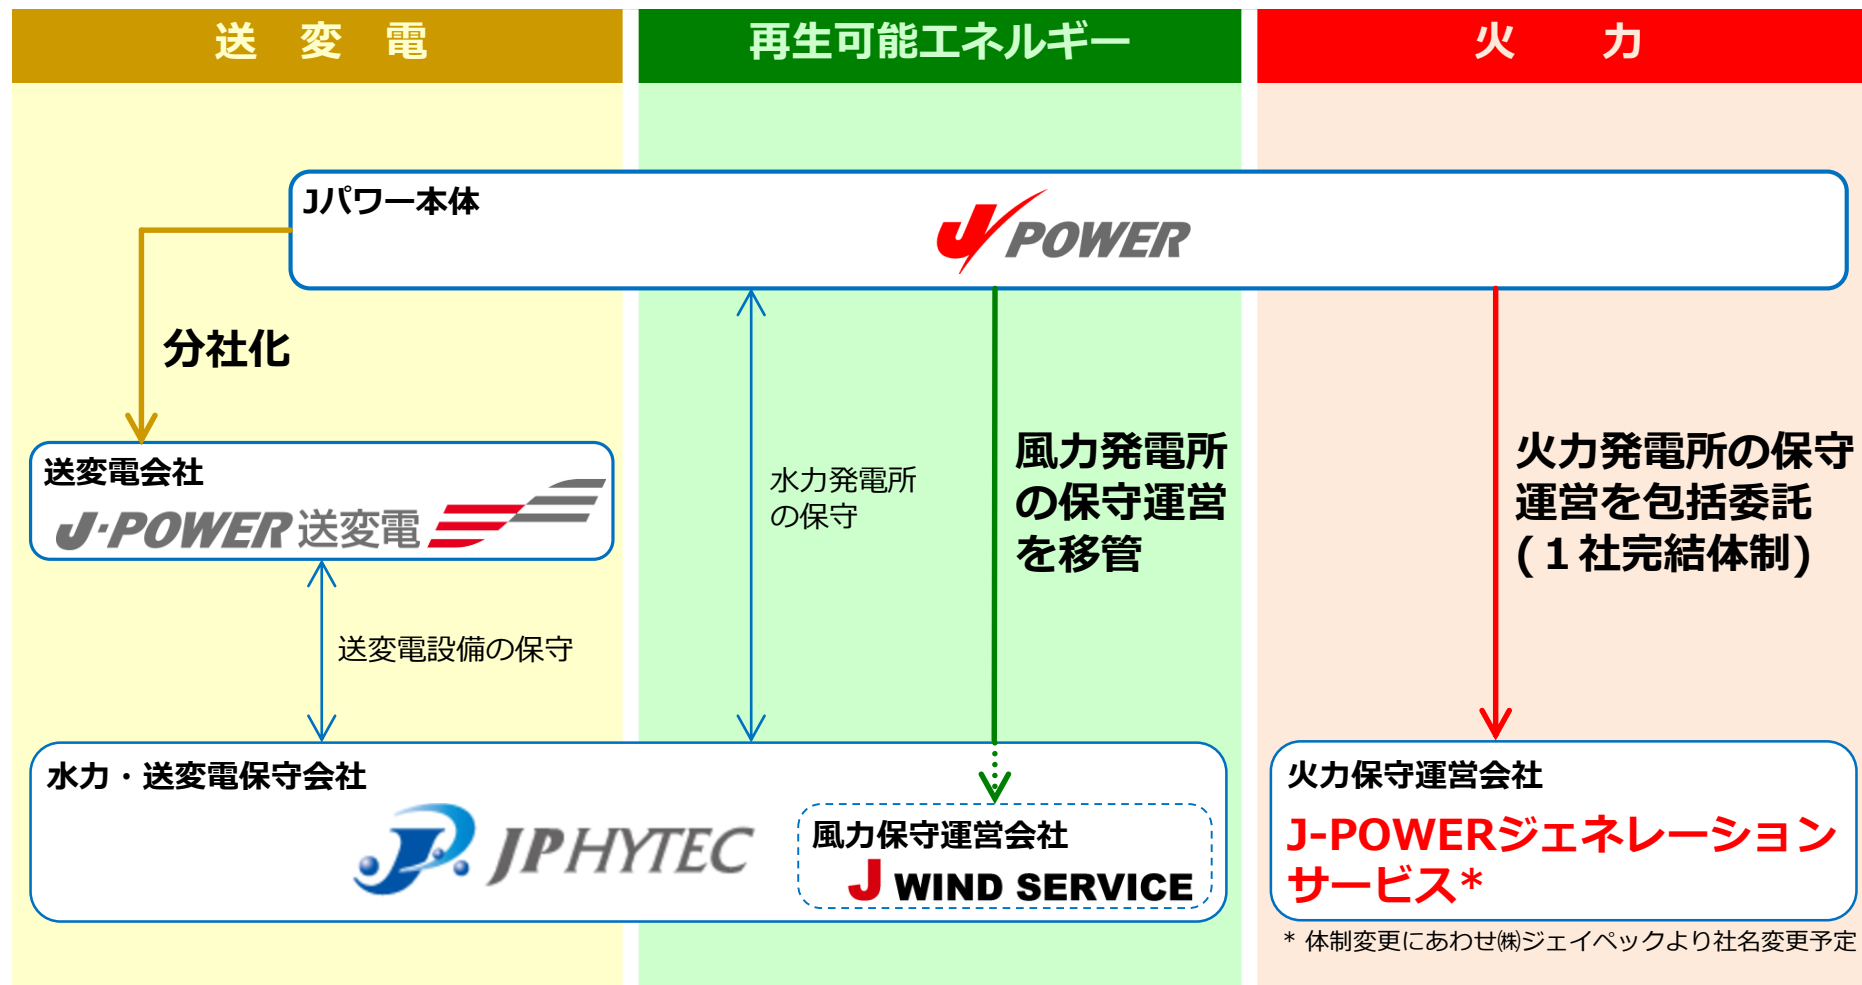 送　変　電
再生可能エネルギー
火　　力
Jパワー本体
J POWER
分社化
送変電会社
J-POWER 送変電
水力発電所
の保守
風力発電所
の保守運営
を移管
火力発電所の保守
運営を包括委託
(１社完結体制)
送変電設備の保守
水力・送変電保守会社
JP HYTEC
風力保守運営会社
J WIND SERVICE
火力保守運営会社
J-POWERジェネレーション
サービス*
* 体制変更にあわせ㈱ジェイペックより社名変更予定